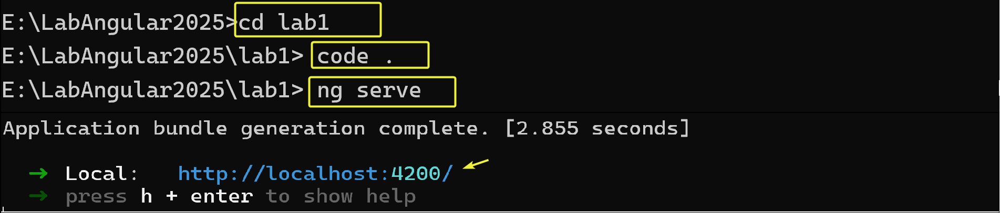 E:\LabAngular2025>cd lab1
E:\LabAngular2025\lab1> code .
E:\LabAngular2025\lab1> ng serve
Application bundle generation complete. [2.855 seconds]
➜ Local: http://localhost:4200/
➜ press h + enter to show help